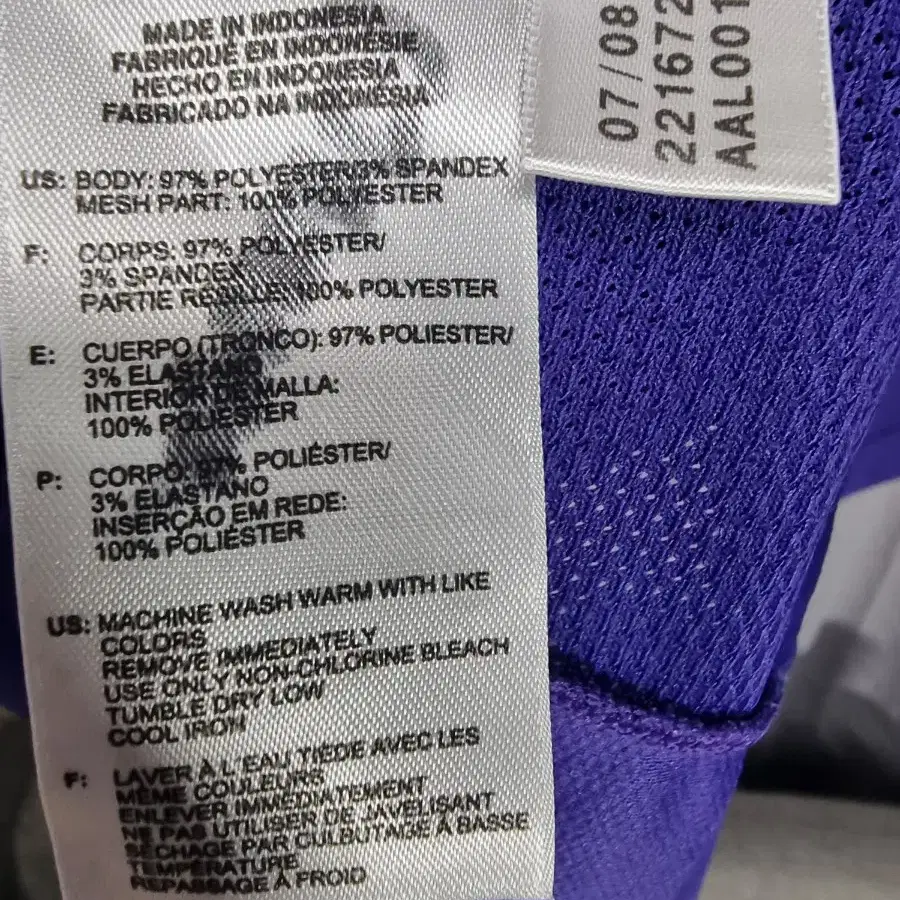 MADE IN INDONESIA
FABRIQUÉ EN INDONÉSIE
HECHO EN INDONESIA
FABRICADO NA INDONÉSIA
US: BODY: 97% POLYESTER/3% SPANDEX
MESH PART: 100% POLYESTER
F: CORPS: 97% POLYESTER/
3% SPANDEX
PARTIE RÉSILLE: 100% POLYESTER
E: CUERPO (TRONCO): 97% POLIESTER/
3% ELASTANO
INTERIOR DE MALLA:
100% POLIESTER
P: CORPO: 97% POLIÉSTER/
3% ELASTANO
INSERÇÃO EM REDE:
100% POLIÉSTER
US: MACHINE WASH WARM WITH LIKE
COLORS
REMOVE IMMEDIATELY
USE ONLY NON-CHLORINE BLEACH
TUMBLE DRY LOW
COOL IRON
F: LAVER À L'EAU TIÈDE AVEC LES
MÊME COULEURS
ENLEVER IMMÉDIATEMENT
NE PAS UTILISER DE JAVELISANT
SÉCHAGE PAR CULBUTAGE À BASSE
TEMPÉRATURE
REPASSAGE À FROID
07/08
221672
AAL001